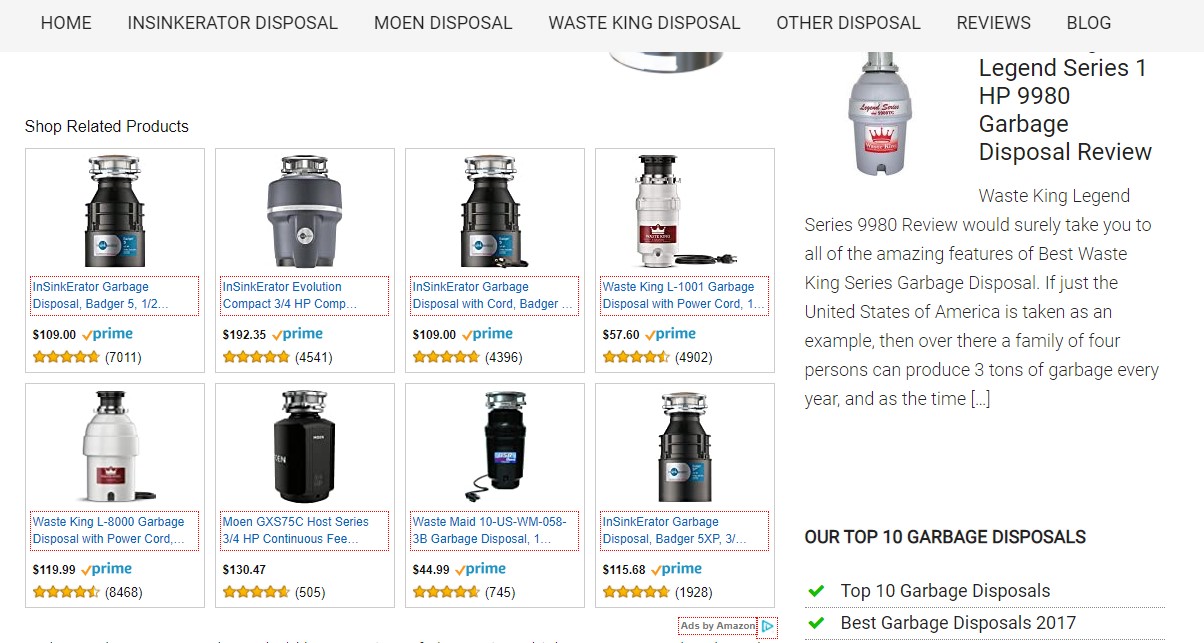 HOME INSINKERATOR DISPOSAL MOEN DISPOSAL WASTE KING DISPOSAL OTHER DISPOSAL REVIEWS BLOG
Legend Series 1
HP 9980
Garbage
Disposal Review
Waste King Legend
Series 9980 Review would surely take you to
all of the amazing features of Best Waste
King Series Garbage Disposal. If just the
United States of America is taken as an
example, then over there a family of four
persons can produce 3 tons of garbage every
year, and as the time [...]
Shop Related Products
InSinkErator Garbage
Disposal, Badger 5, 1/2...
$109.00 prime
(7011)
InSinkErator Evolution
Compact 3/4 HP Comp...
$192.35 prime
(4541)
InSinkErator Garbage
Disposal with Cord, Badger ...
$109.00 prime
(4396)
Waste King L-1001 Garbage
Disposal with Power Cord, 1...
$57.60 prime
(4902)
Waste King L-8000 Garbage
Disposal with Power Cord,...
$119.99 prime
(8468)
MOEN
Moen GXS75C Host Series
3/4 HP Continuous Fee...
$130.47
(505)
Waste Maid 10-US-WM-058-
3B Garbage Disposal, 1...
$44.99 prime
(745)
InSinkErator Garbage
Disposal, Badger 5XP, 3/...
$115.68 prime
(1928)
Ads by Amazon
Legend Series
Waste King
OUR TOP 10 GARBAGE DISPOSALS
Top 10 Garbage Disposals
Best Garbage Disposals 2017